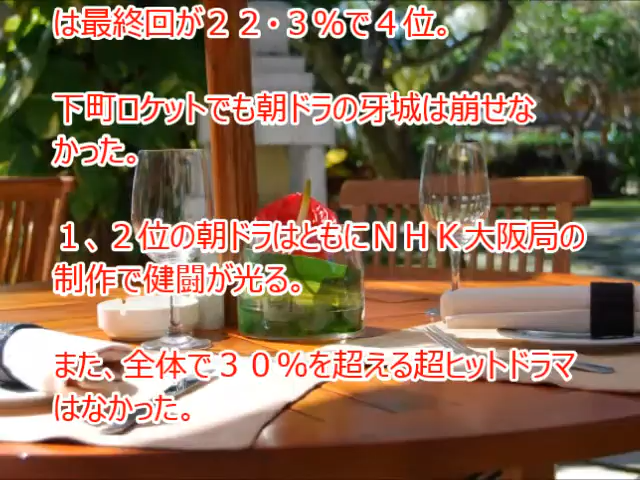 は最終回が２２・３％で４位。
下町ロケットでも朝ドラの牙城は崩せな
かった。
１、２位の朝ドラはともにＮＨＫ大阪局の
制作で健闘が光る。
また、全体で３０％を超える超ヒットドラマ
はなかった。